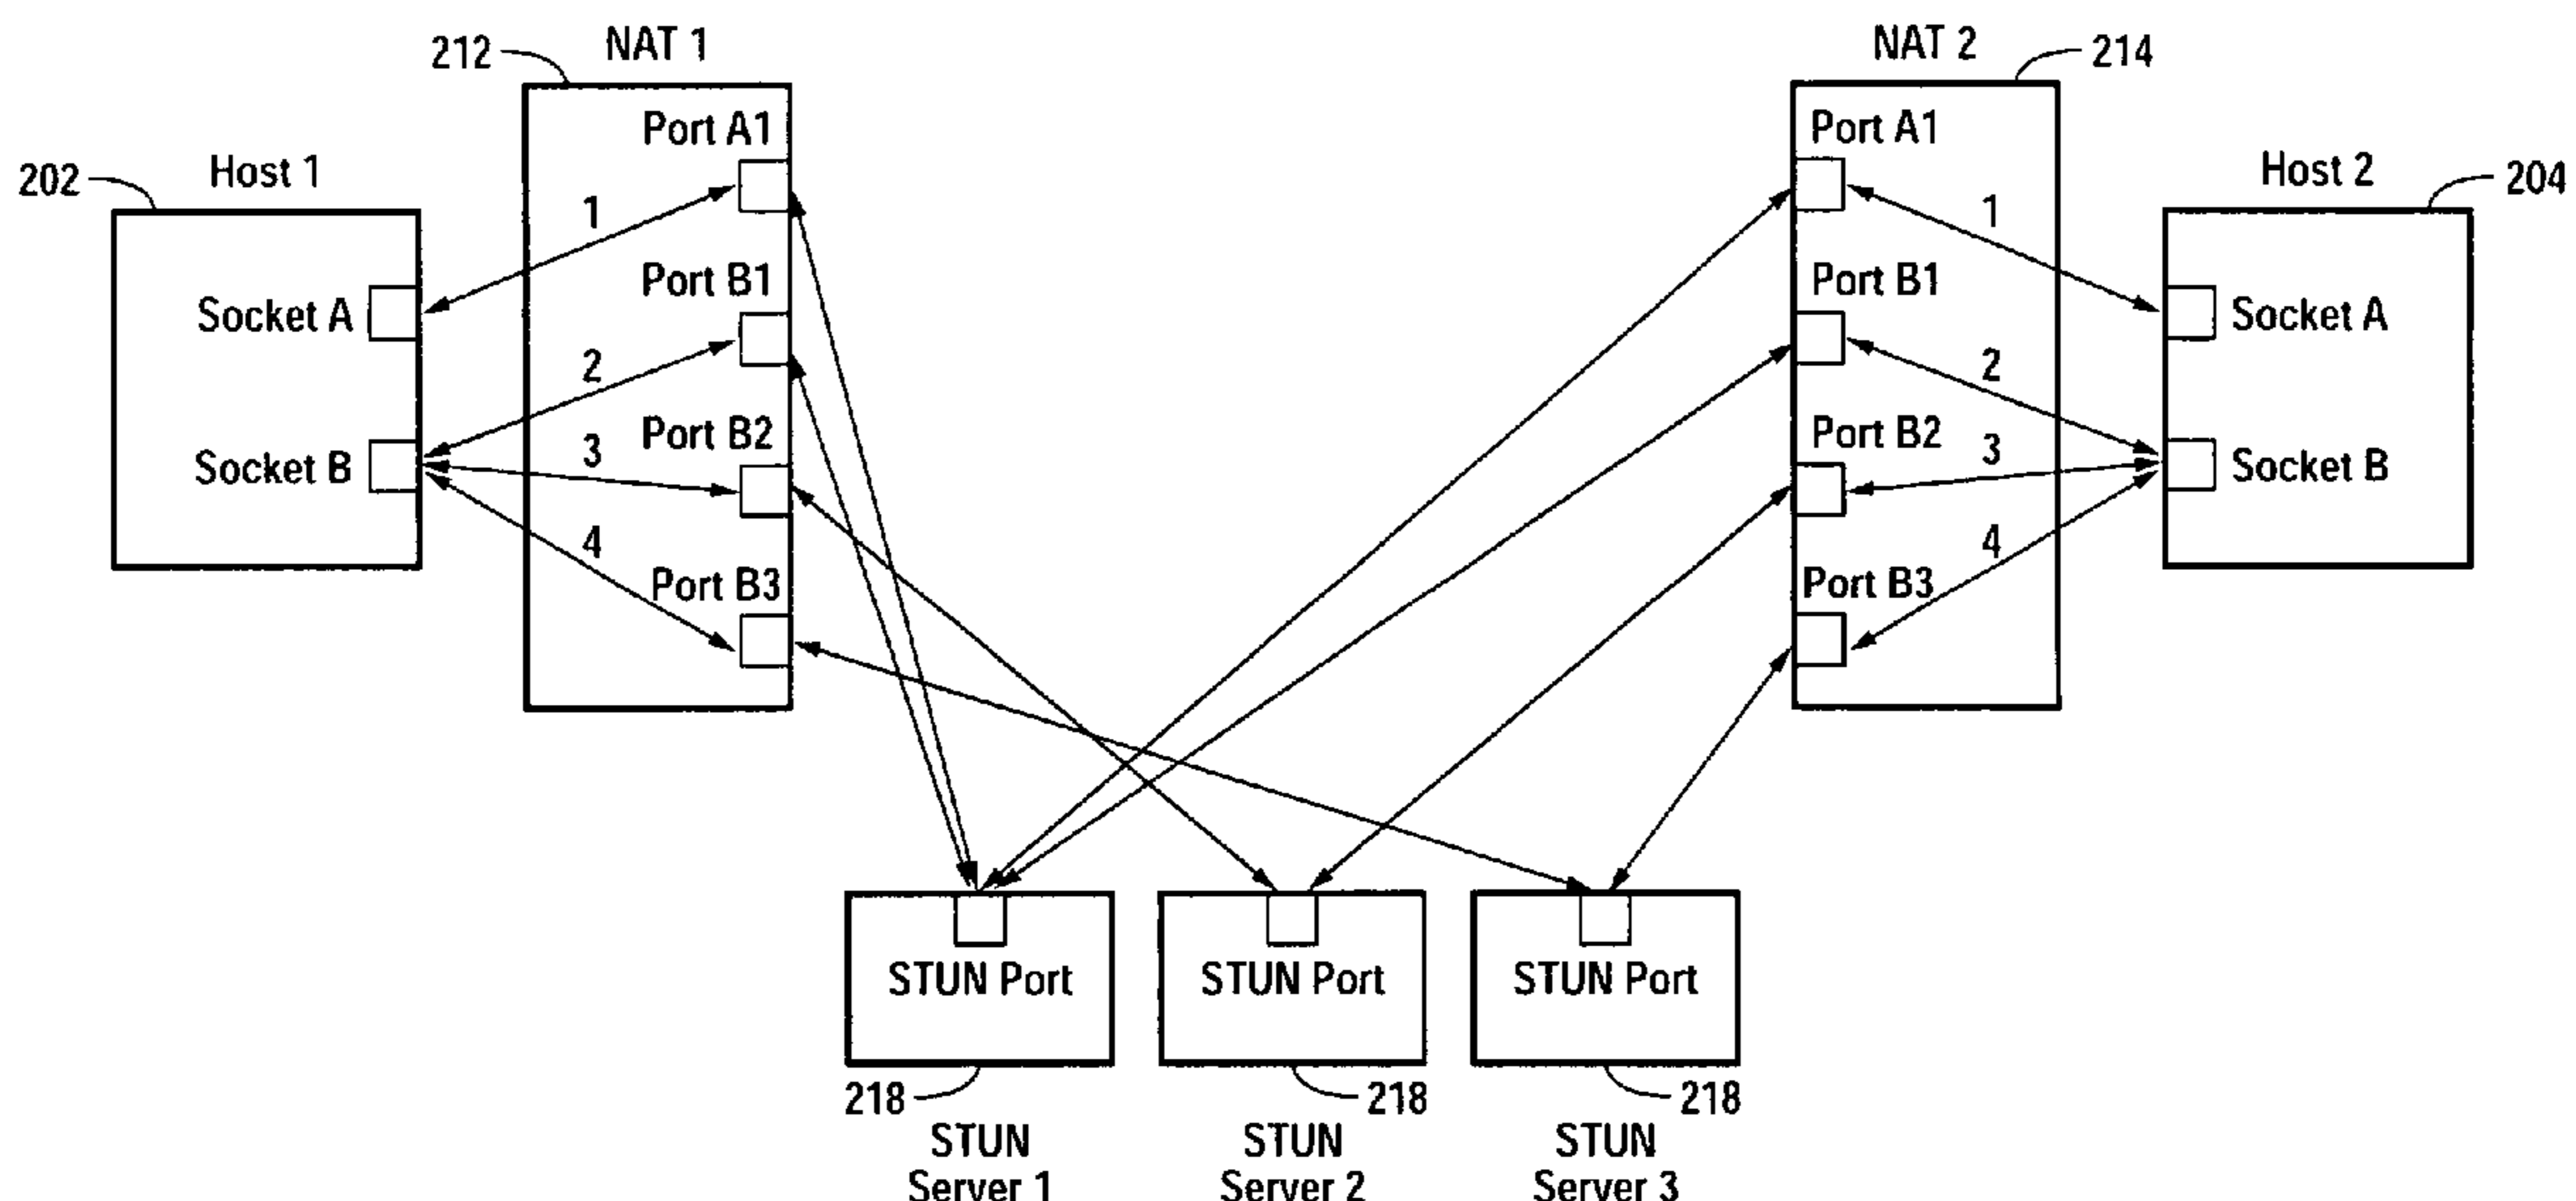 NAT 1
NAT 2
212
214
Port A1
Port A1
Host 1
Host 2
202
204
1
1
Port B1
Port B1
Socket A
Socket A
2
2
Port B2
Port B2
3
3
Socket B
Socket B
4
4
Port B3
Port B3
STUN Port
STUN Port
STUN Port
218
218
218
STUN
Server 1
STUN
Server 2
STUN
Server 3